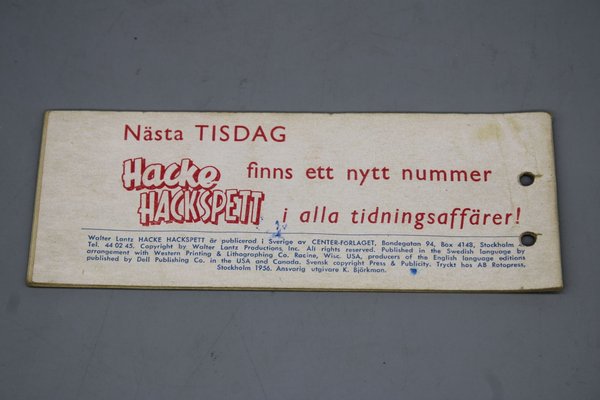 Nästa TISDAG
Hacke HACKSPETT finns ett nytt nummer
i alla tidningsaffärer!
Walter Lantz HACKE HACKSPETT är publicerad i Sverige av CENTER-FÖRLAGET, Bondegatan 94, Box 4148, Stockholm
Tel. 44 02 45. Copyright by Walter Lantz Productions, Inc. All rights reserved. Published in the Swedish language by
arrangement with Western Printing & Lithographing Co. Racine, Wisc. USA, producers of the English language editions
published by Dell Publishing Co. in the USA and Canada. Svensk copyright Press & Publicity. Tryckt hos AB Rotopress,
Stockholm 1956. Ansvarig utgivare K. Björkman.